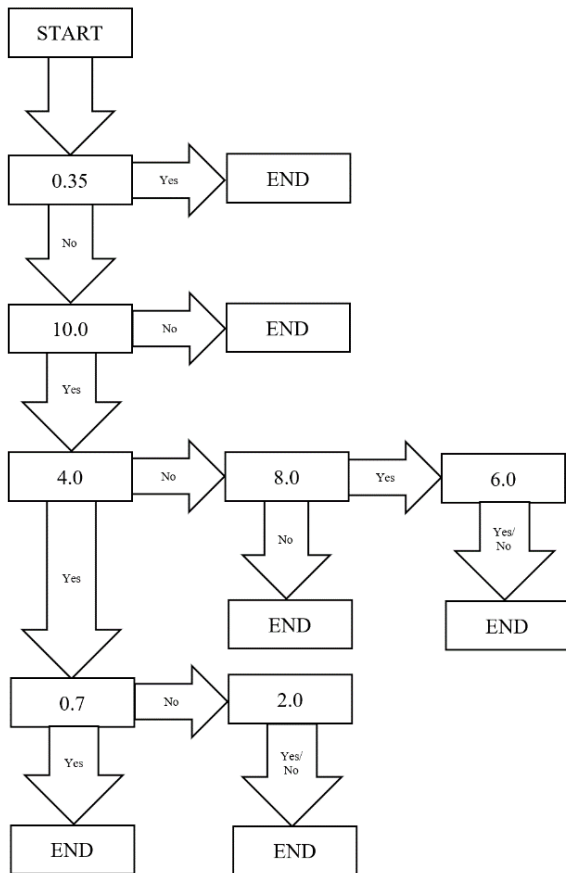 START
0.35
Yes
END
No
10.0
No
END
Yes
4.0
No
8.0
Yes
6.0
Yes
No
Yes/
No
END
END
0.7
No
2.0
Yes
Yes/
No
END
END